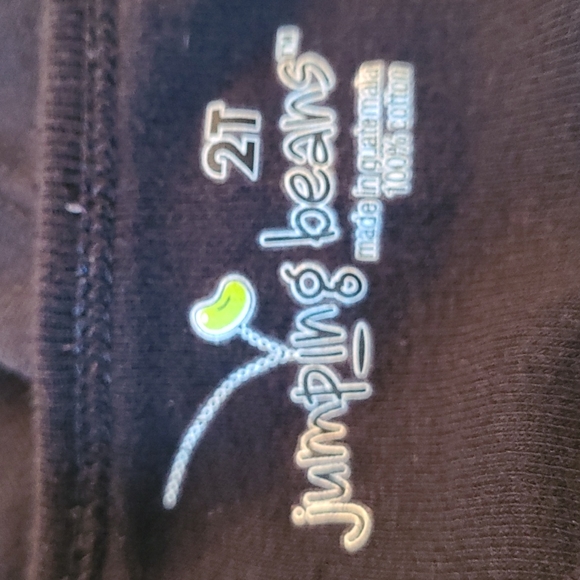 2T
jumping beans™
made in guatemala
100% cotton